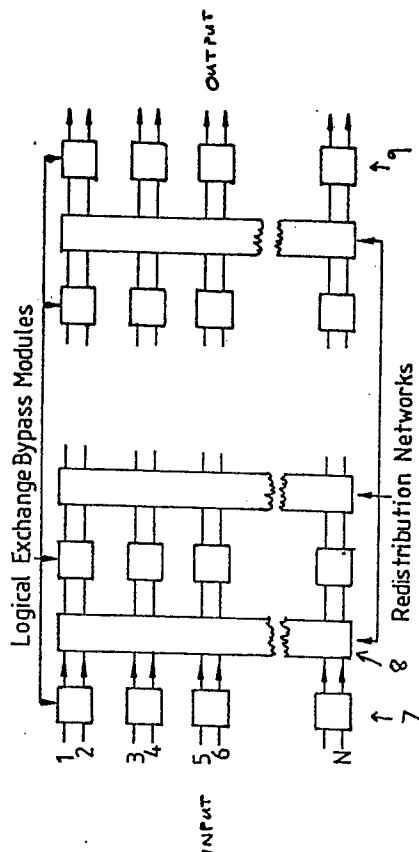 Logical Exchange Bypass Modules
1
2
3
4
5
6
N
INPUT
OUTPUT
7
8
9
Redistribution Networks